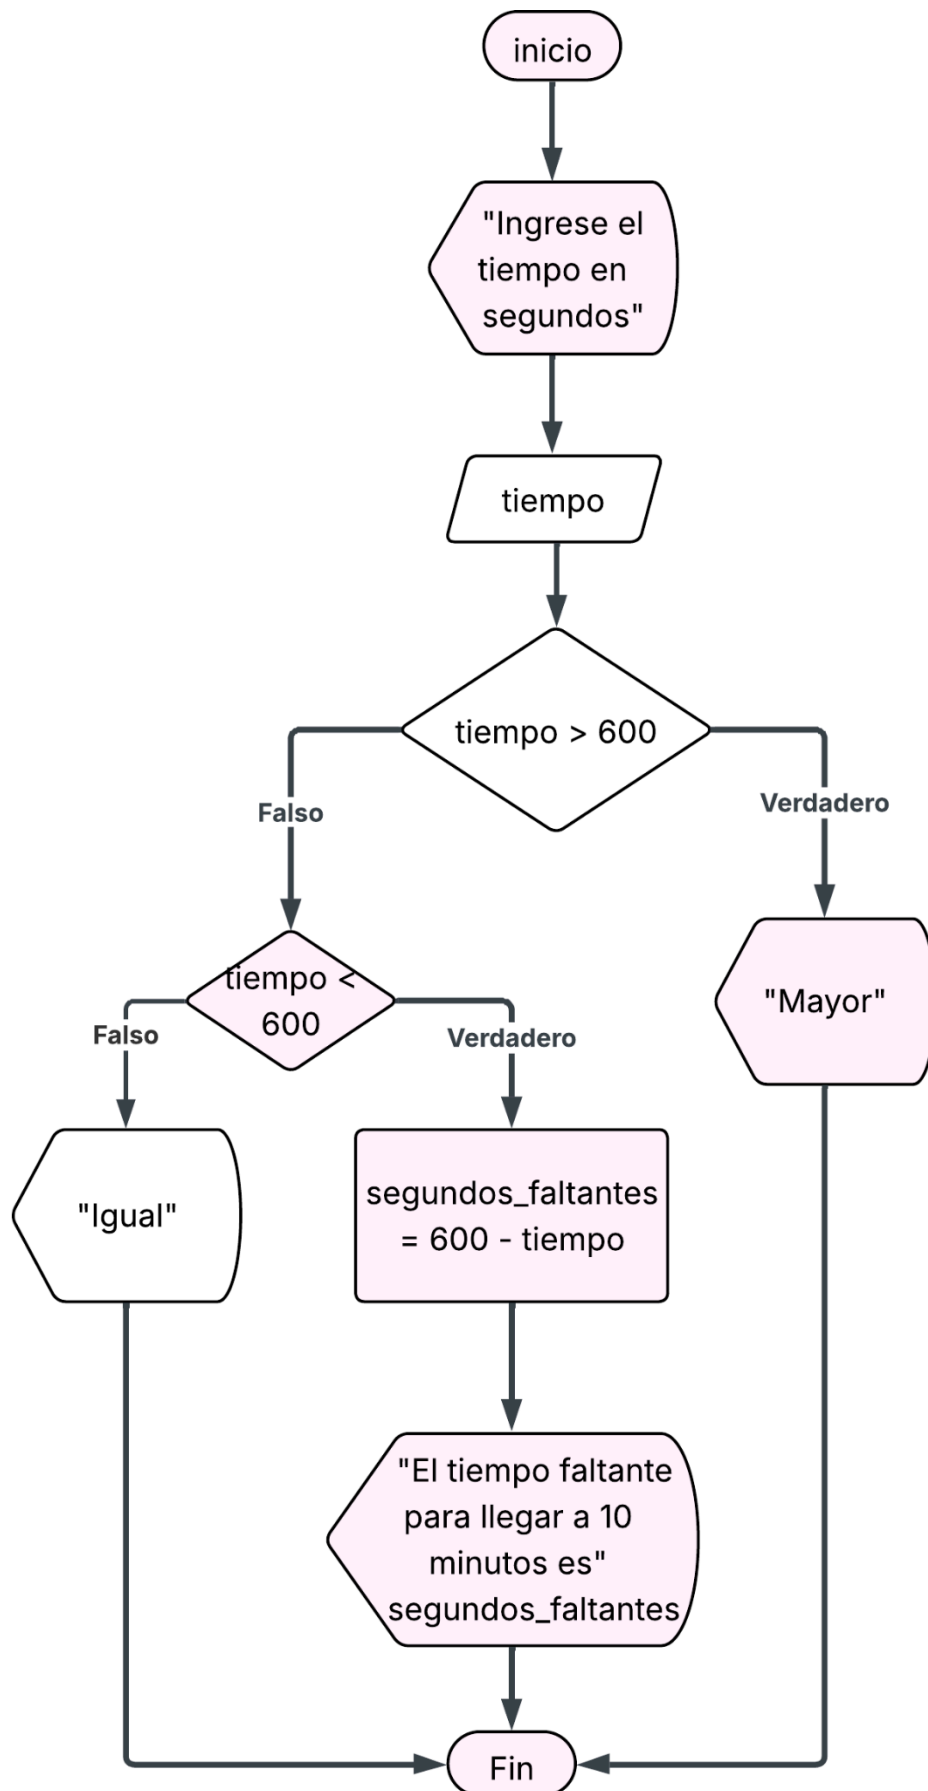 inicio
"Ingrese el
tiempo en
segundos"
tiempo
tiempo > 600
Falso
Verdadero
tiempo <
600
"Mayor"
Falso
Verdadero
"Igual"
segundos_faltantes
= 600 - tiempo
"El tiempo faltante
para llegar a 10
minutos es"
segundos_faltantes
Fin